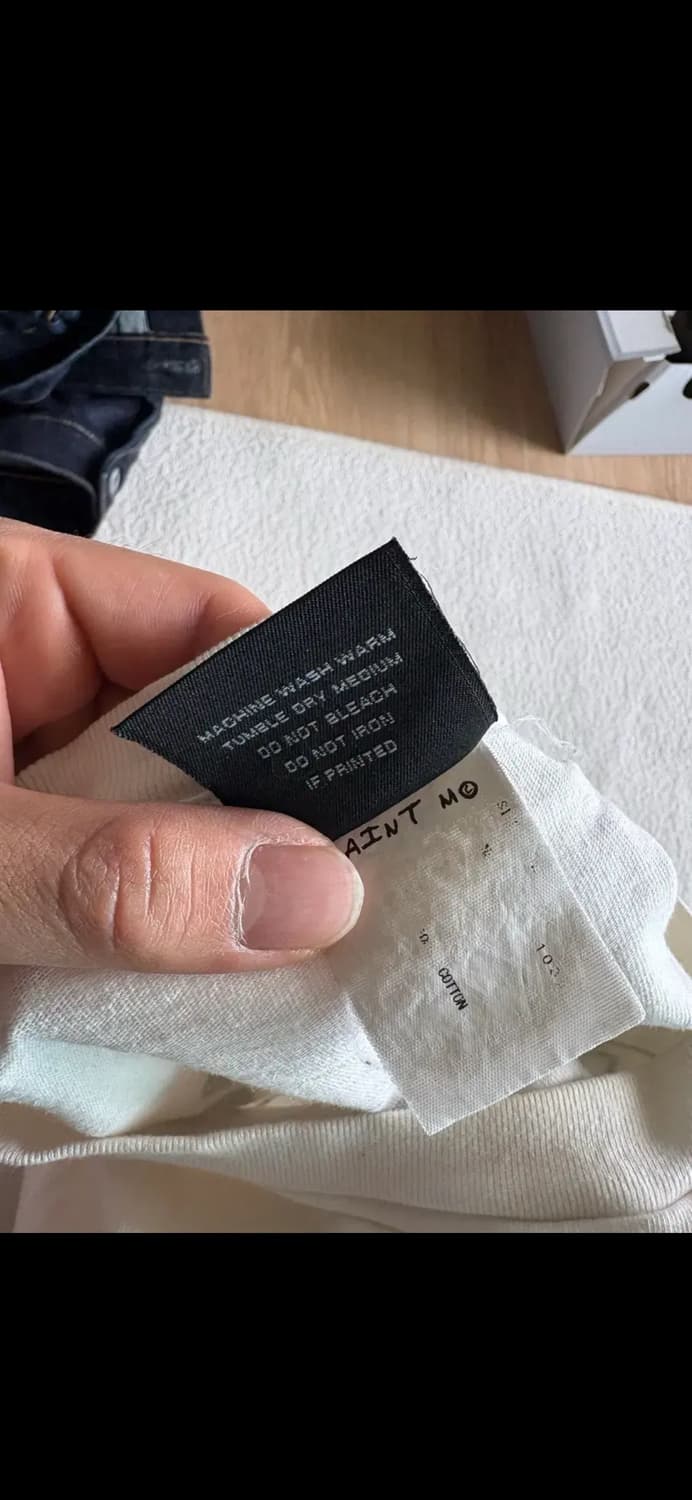 MACHINE WASH WARM
TUMBLE DRY MEDIUM
DO NOT BLEACH
DO NOT IRON
IF PRINTED
AINT M
COTTON